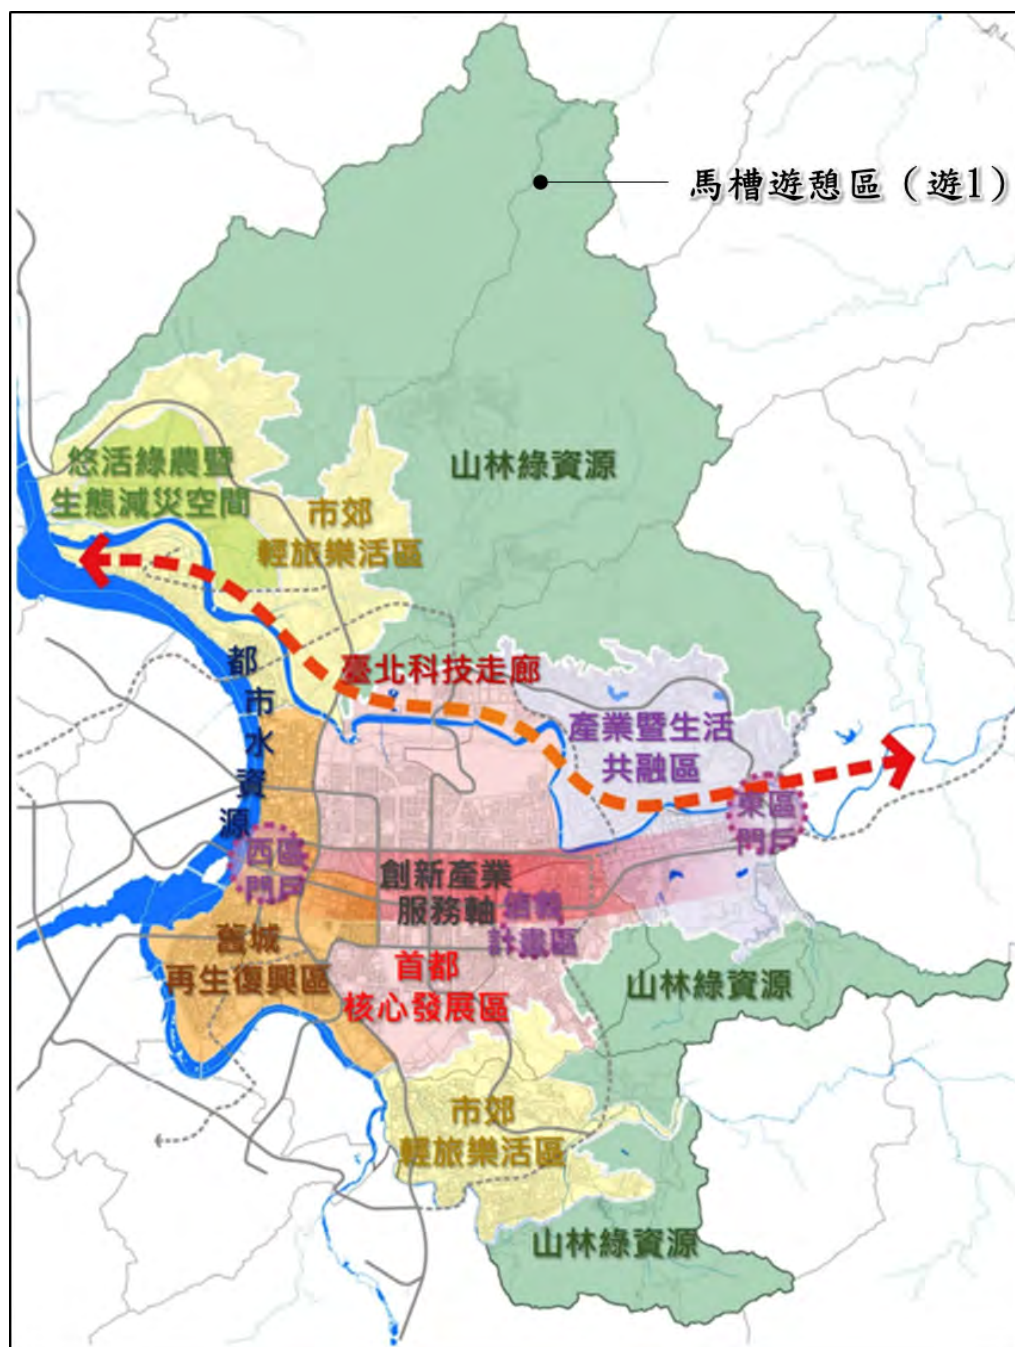 馬槽遊憩區（遊1）
悠活綠農暨
生態減災空間
山林綠資源
市郊
輕旅樂活區
都市水資源
臺北科技走廊
產業暨生活
共融區
東區
門戶
西區
門戶
創新產業
服務軸
信義
計畫區
舊城
再生復興區
首都
核心發展區
山林綠資源
市郊
輕旅樂活區
山林綠資源